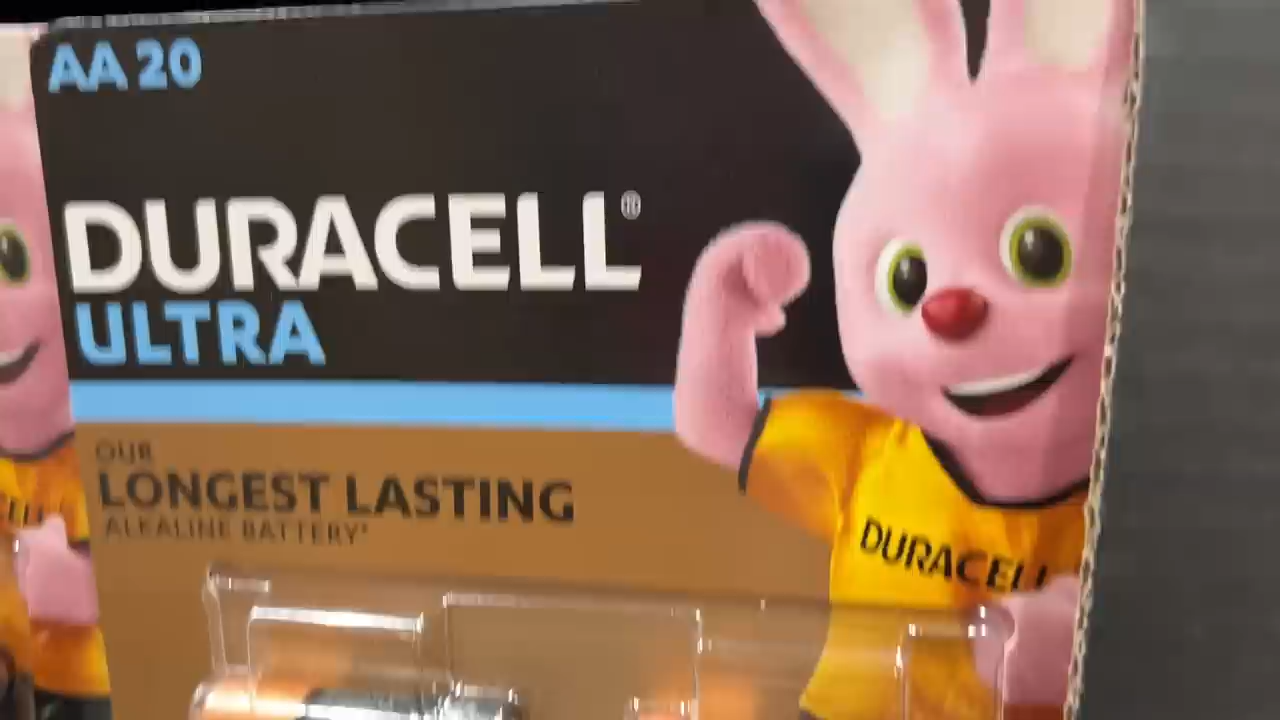 AA 20
DURACELL®
ULTRA
OUR
LONGEST LASTING
ALKALINE BATTERY*
DURACELL